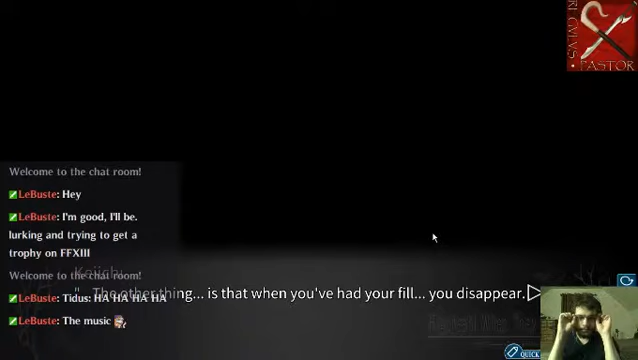 REGVLVS • PASTOR
Welcome to the chat room!
LeBuste: Hey
LeBuste: I'm good, I'll be.
lurking and trying to get a
trophy on FFXIII
Keiichi
Welcome to the chat room!
" The other thing... is that when you've had your fill... you disappear.
Tidus: HA HA HA HA
LeBuste: The music
QUICK